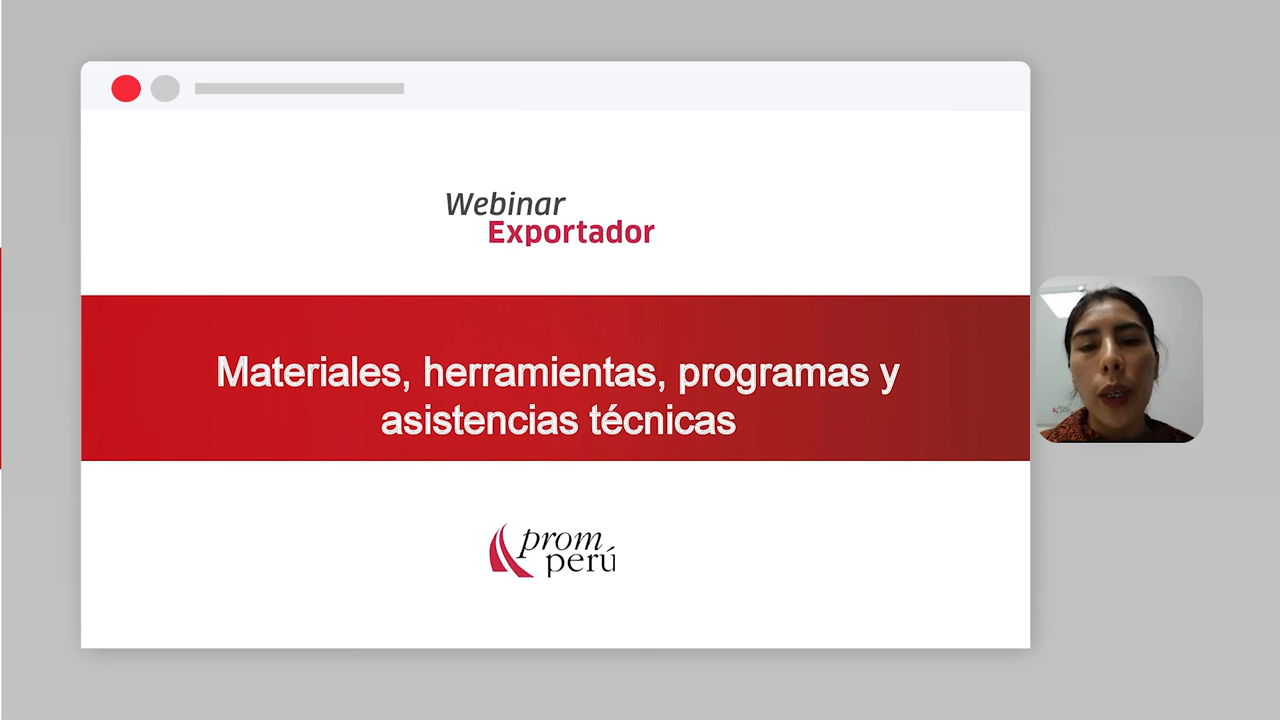 Webinar
Exportador
Materiales, herramientas, programas y
asistencias técnicas
prom
perú